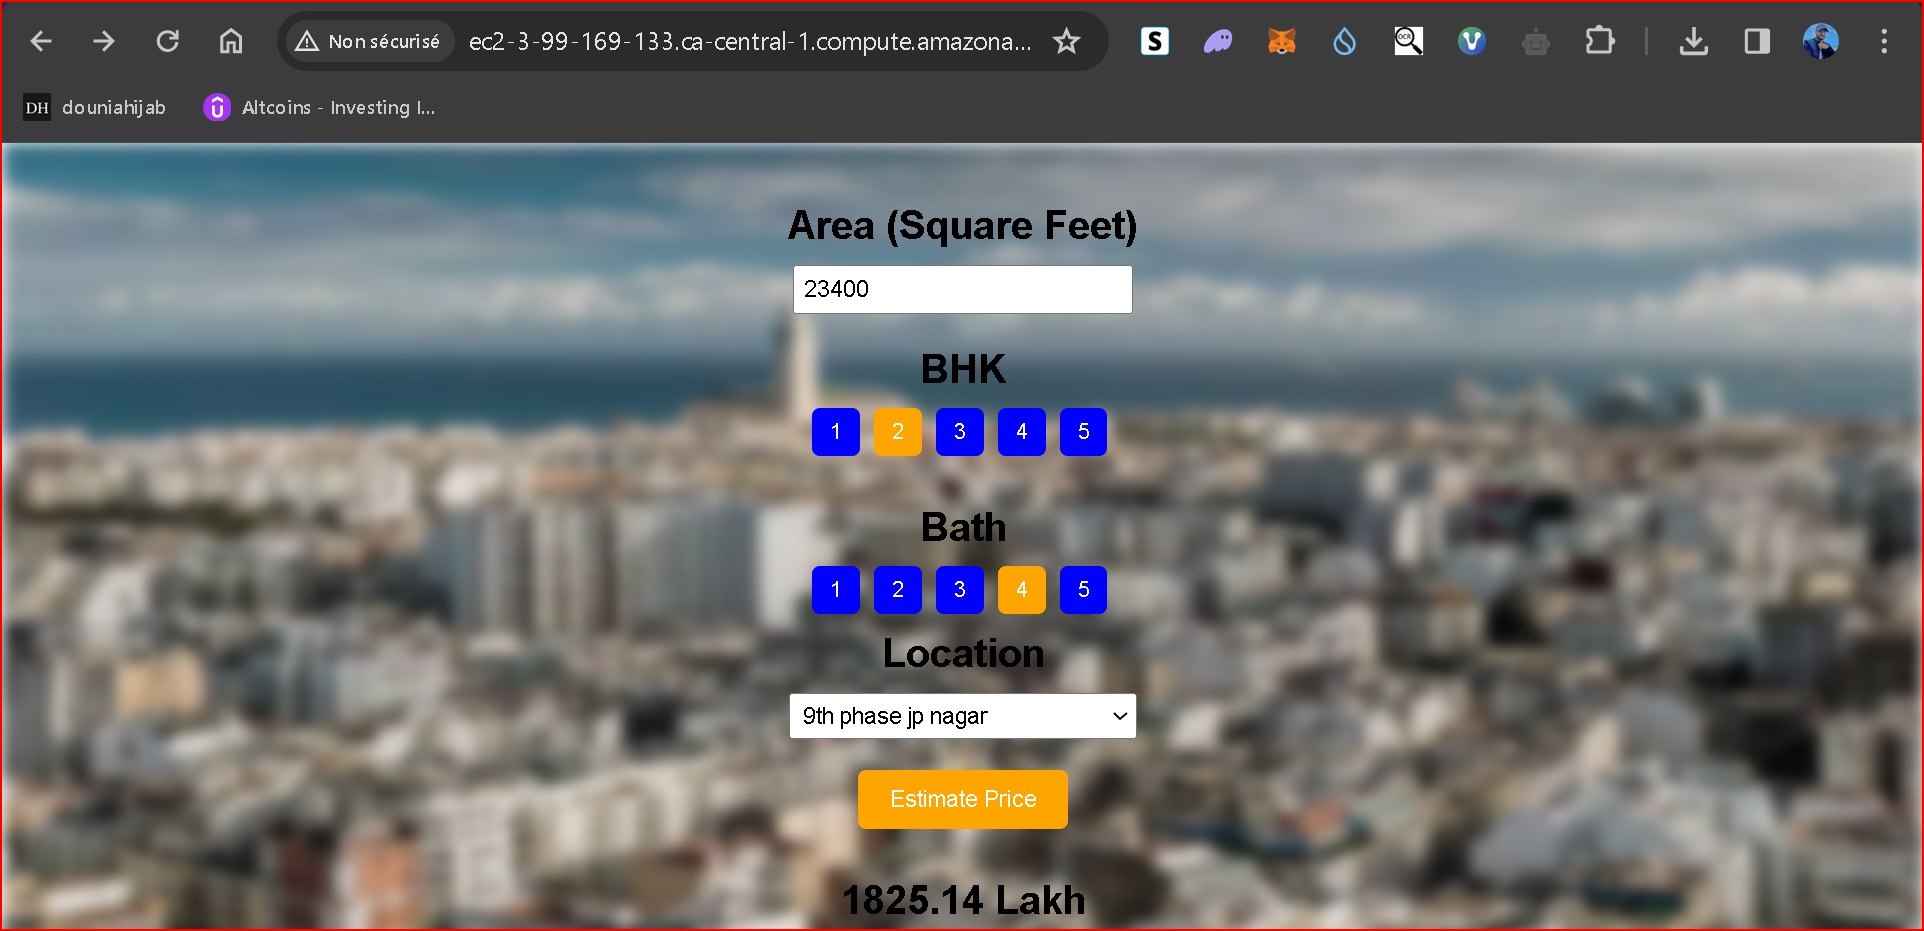 Non sécurisé ec2-3-99-169-133.ca-central-1.compute.amazona...
S OCR
DH douniahijab Altcoins - Investing I...
Area (Square Feet)
23400
BHK
1 2 3 4 5
Bath
1 2 3 4 5
Location
9th phase jp nagar
Estimate Price
1825.14 Lakh